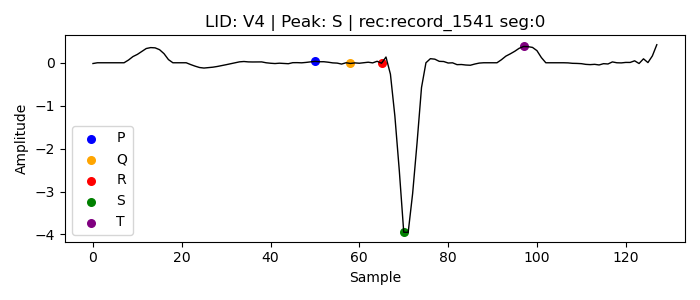 LID: V4 | Peak: S | rec:record_1541 seg:0
Amplitude
0
−1
−2
−3
−4
P
Q
R
S
T
0 20 40 60 80 100 120
Sample